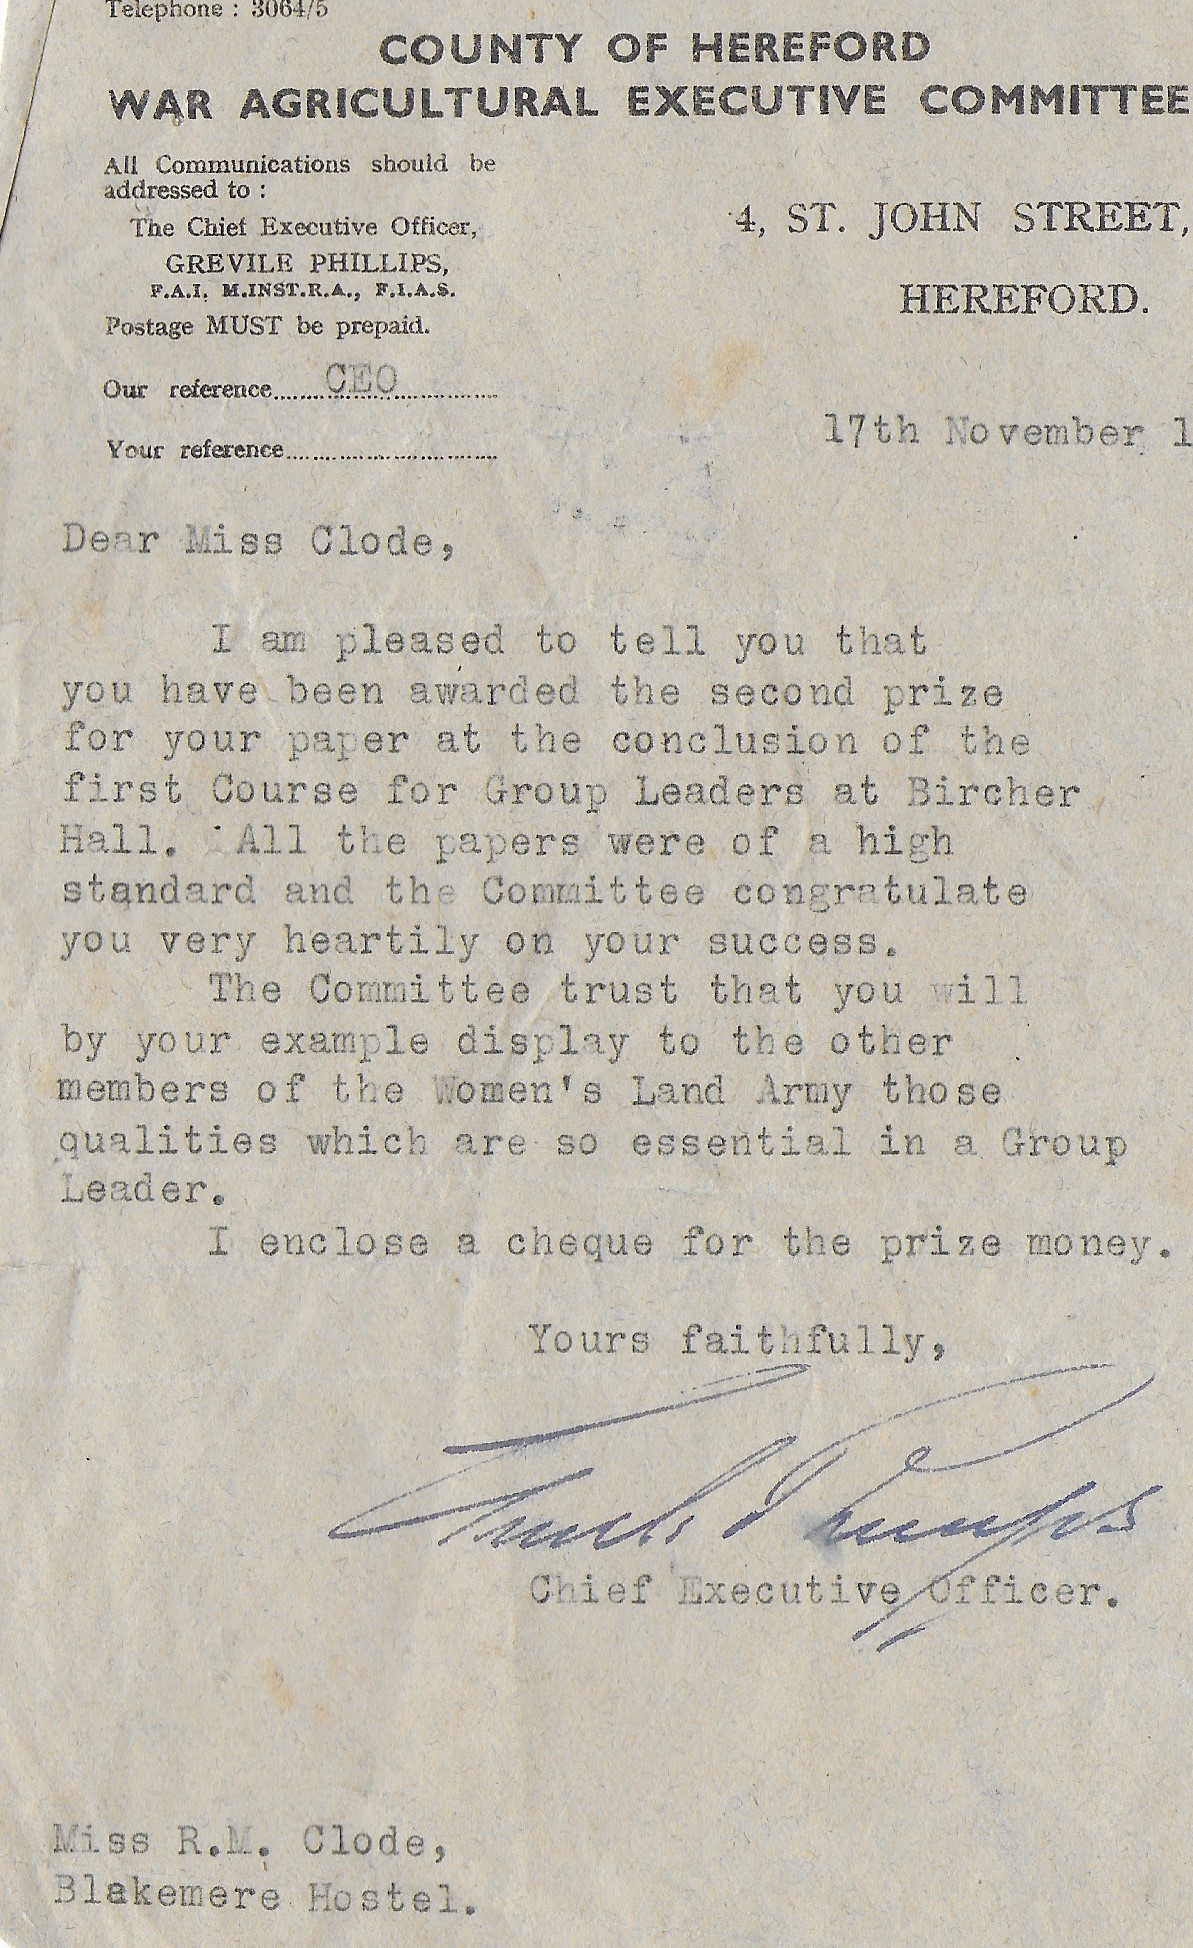 Telephone : 3064/5
COUNTY OF HEREFORD
WAR AGRICULTURAL EXECUTIVE COMMITTEE
All Communications should be
addressed to :
The Chief Executive Officer,
GREVILE PHILLIPS,
F.A.I. M.INST.R.A., F.I.A.S.
Postage MUST be prepaid.
4, ST. JOHN STREET,
HEREFORD.
Our reference........CEO............
Your reference............................
17th November 1
Dear Miss Clode,
I am pleased to tell you that
you have been awarded the second prize
for your paper at the conclusion of the
first Course for Group Leaders at Bircher
Hall. All the papers were of a high
standard and the Committee congratulate
you very heartily on your success.
The Committee trust that you will
by your example display to the other
members of the Women's Land Army those
qualities which are so essential in a Group
Leader.
I enclose a cheque for the prize money.
Yours faithfully,
Chief Executive Officer.
Miss R.M. Clode,
Blakemere Hostel.